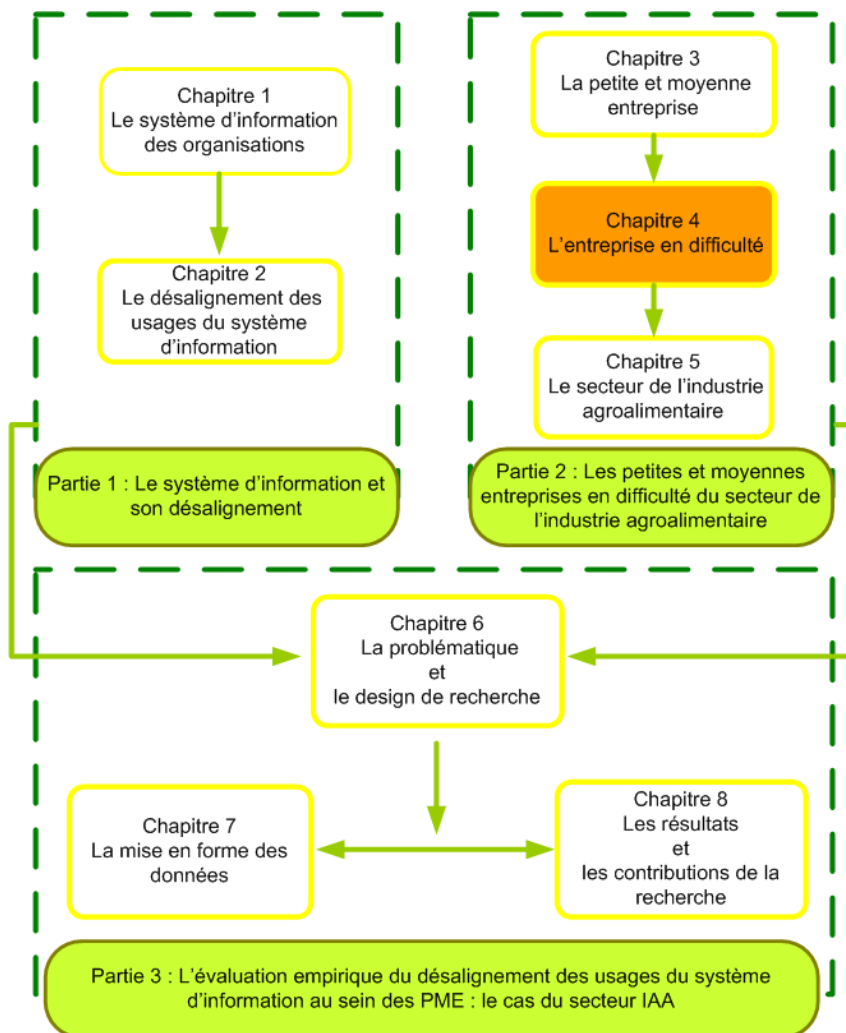 Chapitre 1
Le système d'information
des organisations
Chapitre 2
Le désalignement des
usages du système
d'information
Partie 1 : Le système d'information et
son désalignement
Chapitre 3
La petite et moyenne
entreprise
Chapitre 4
L'entreprise en difficulté
Chapitre 5
Le secteur de l'industrie
agroalimentaire
Partie 2 : Les petites et moyennes
entreprises en difficulté du secteur de
l'industrie agroalimentaire
Chapitre 6
La problématique
et
le design de recherche
Chapitre 7
La mise en forme des
données
Chapitre 8
Les résultats
et
les contributions de la
recherche
Partie 3 : L'évaluation empirique du désalignement des usages du système
d'information au sein des PME : le cas du secteur IAA